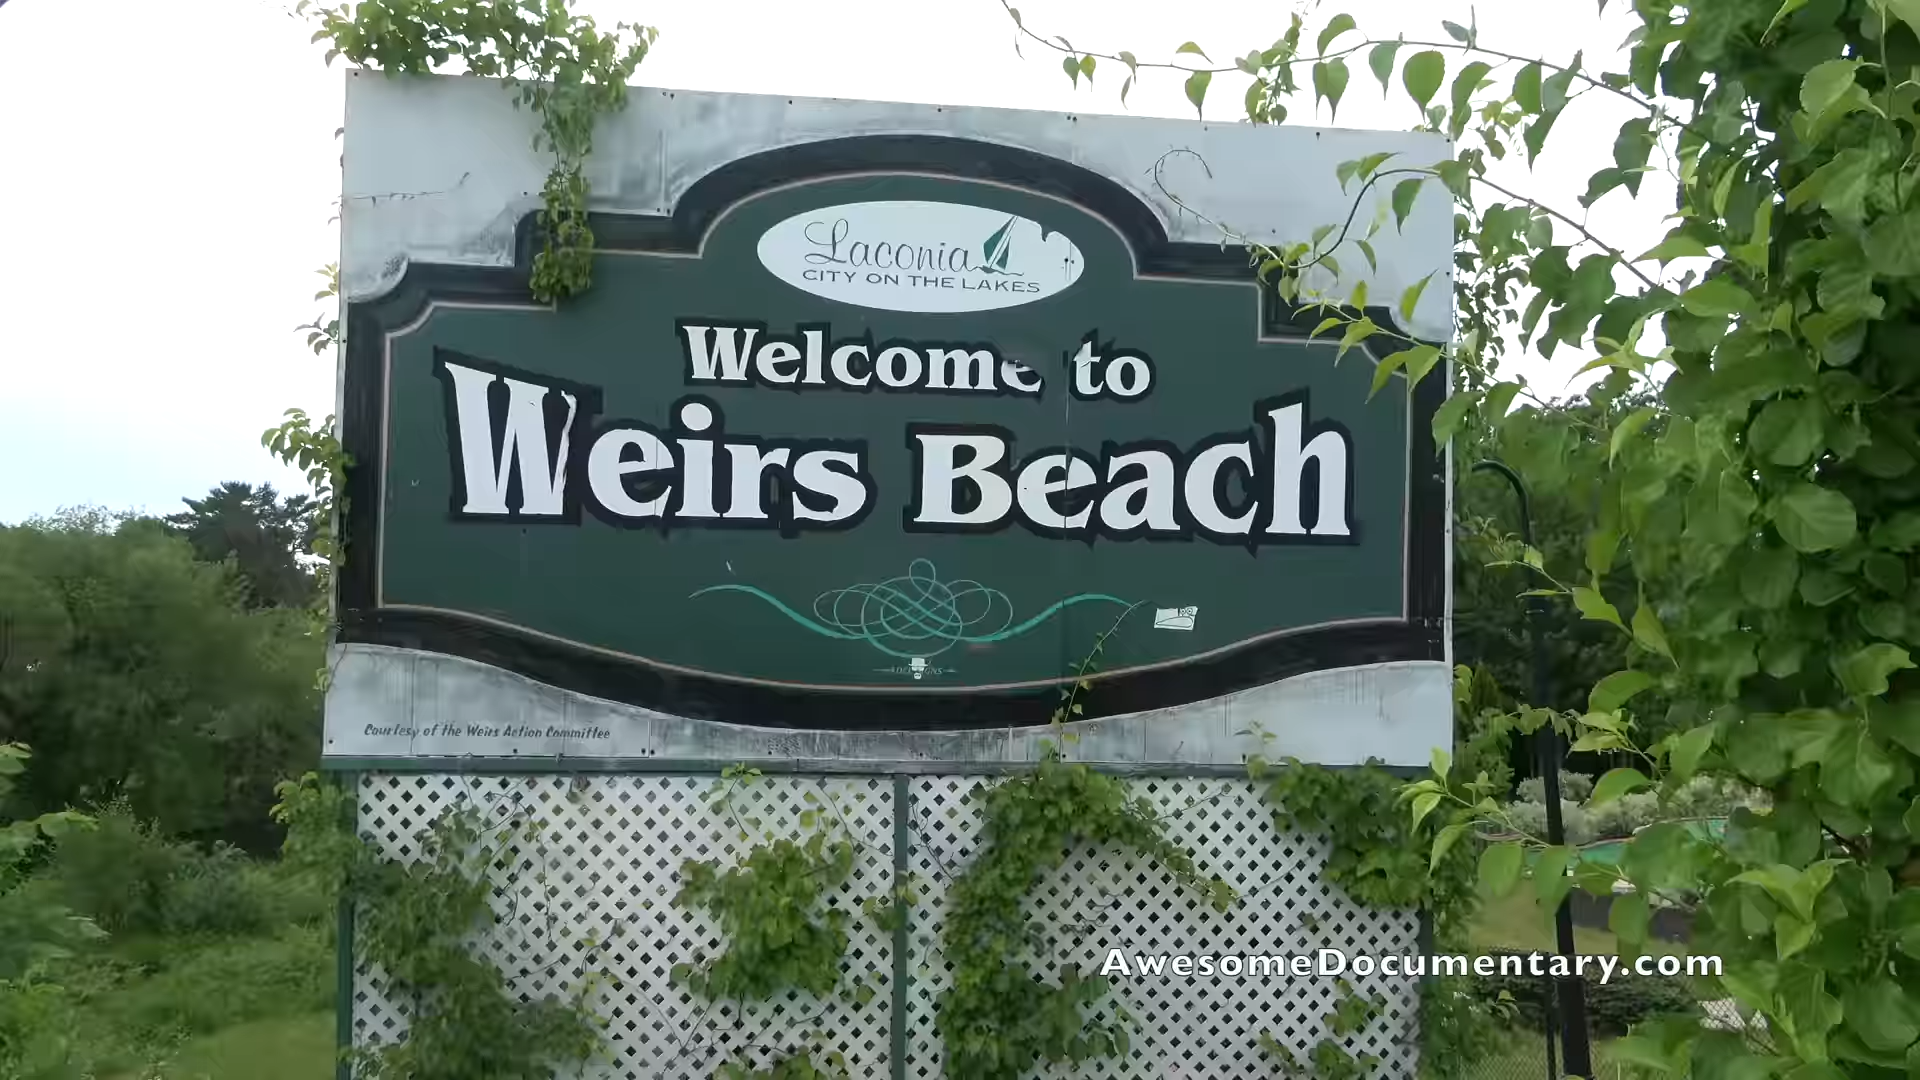 Laconia
CITY ON THE LAKES
Welcome to
Weirs Beach
Courtesy of the Weirs Action Committee
AwesomeDocumentary.com